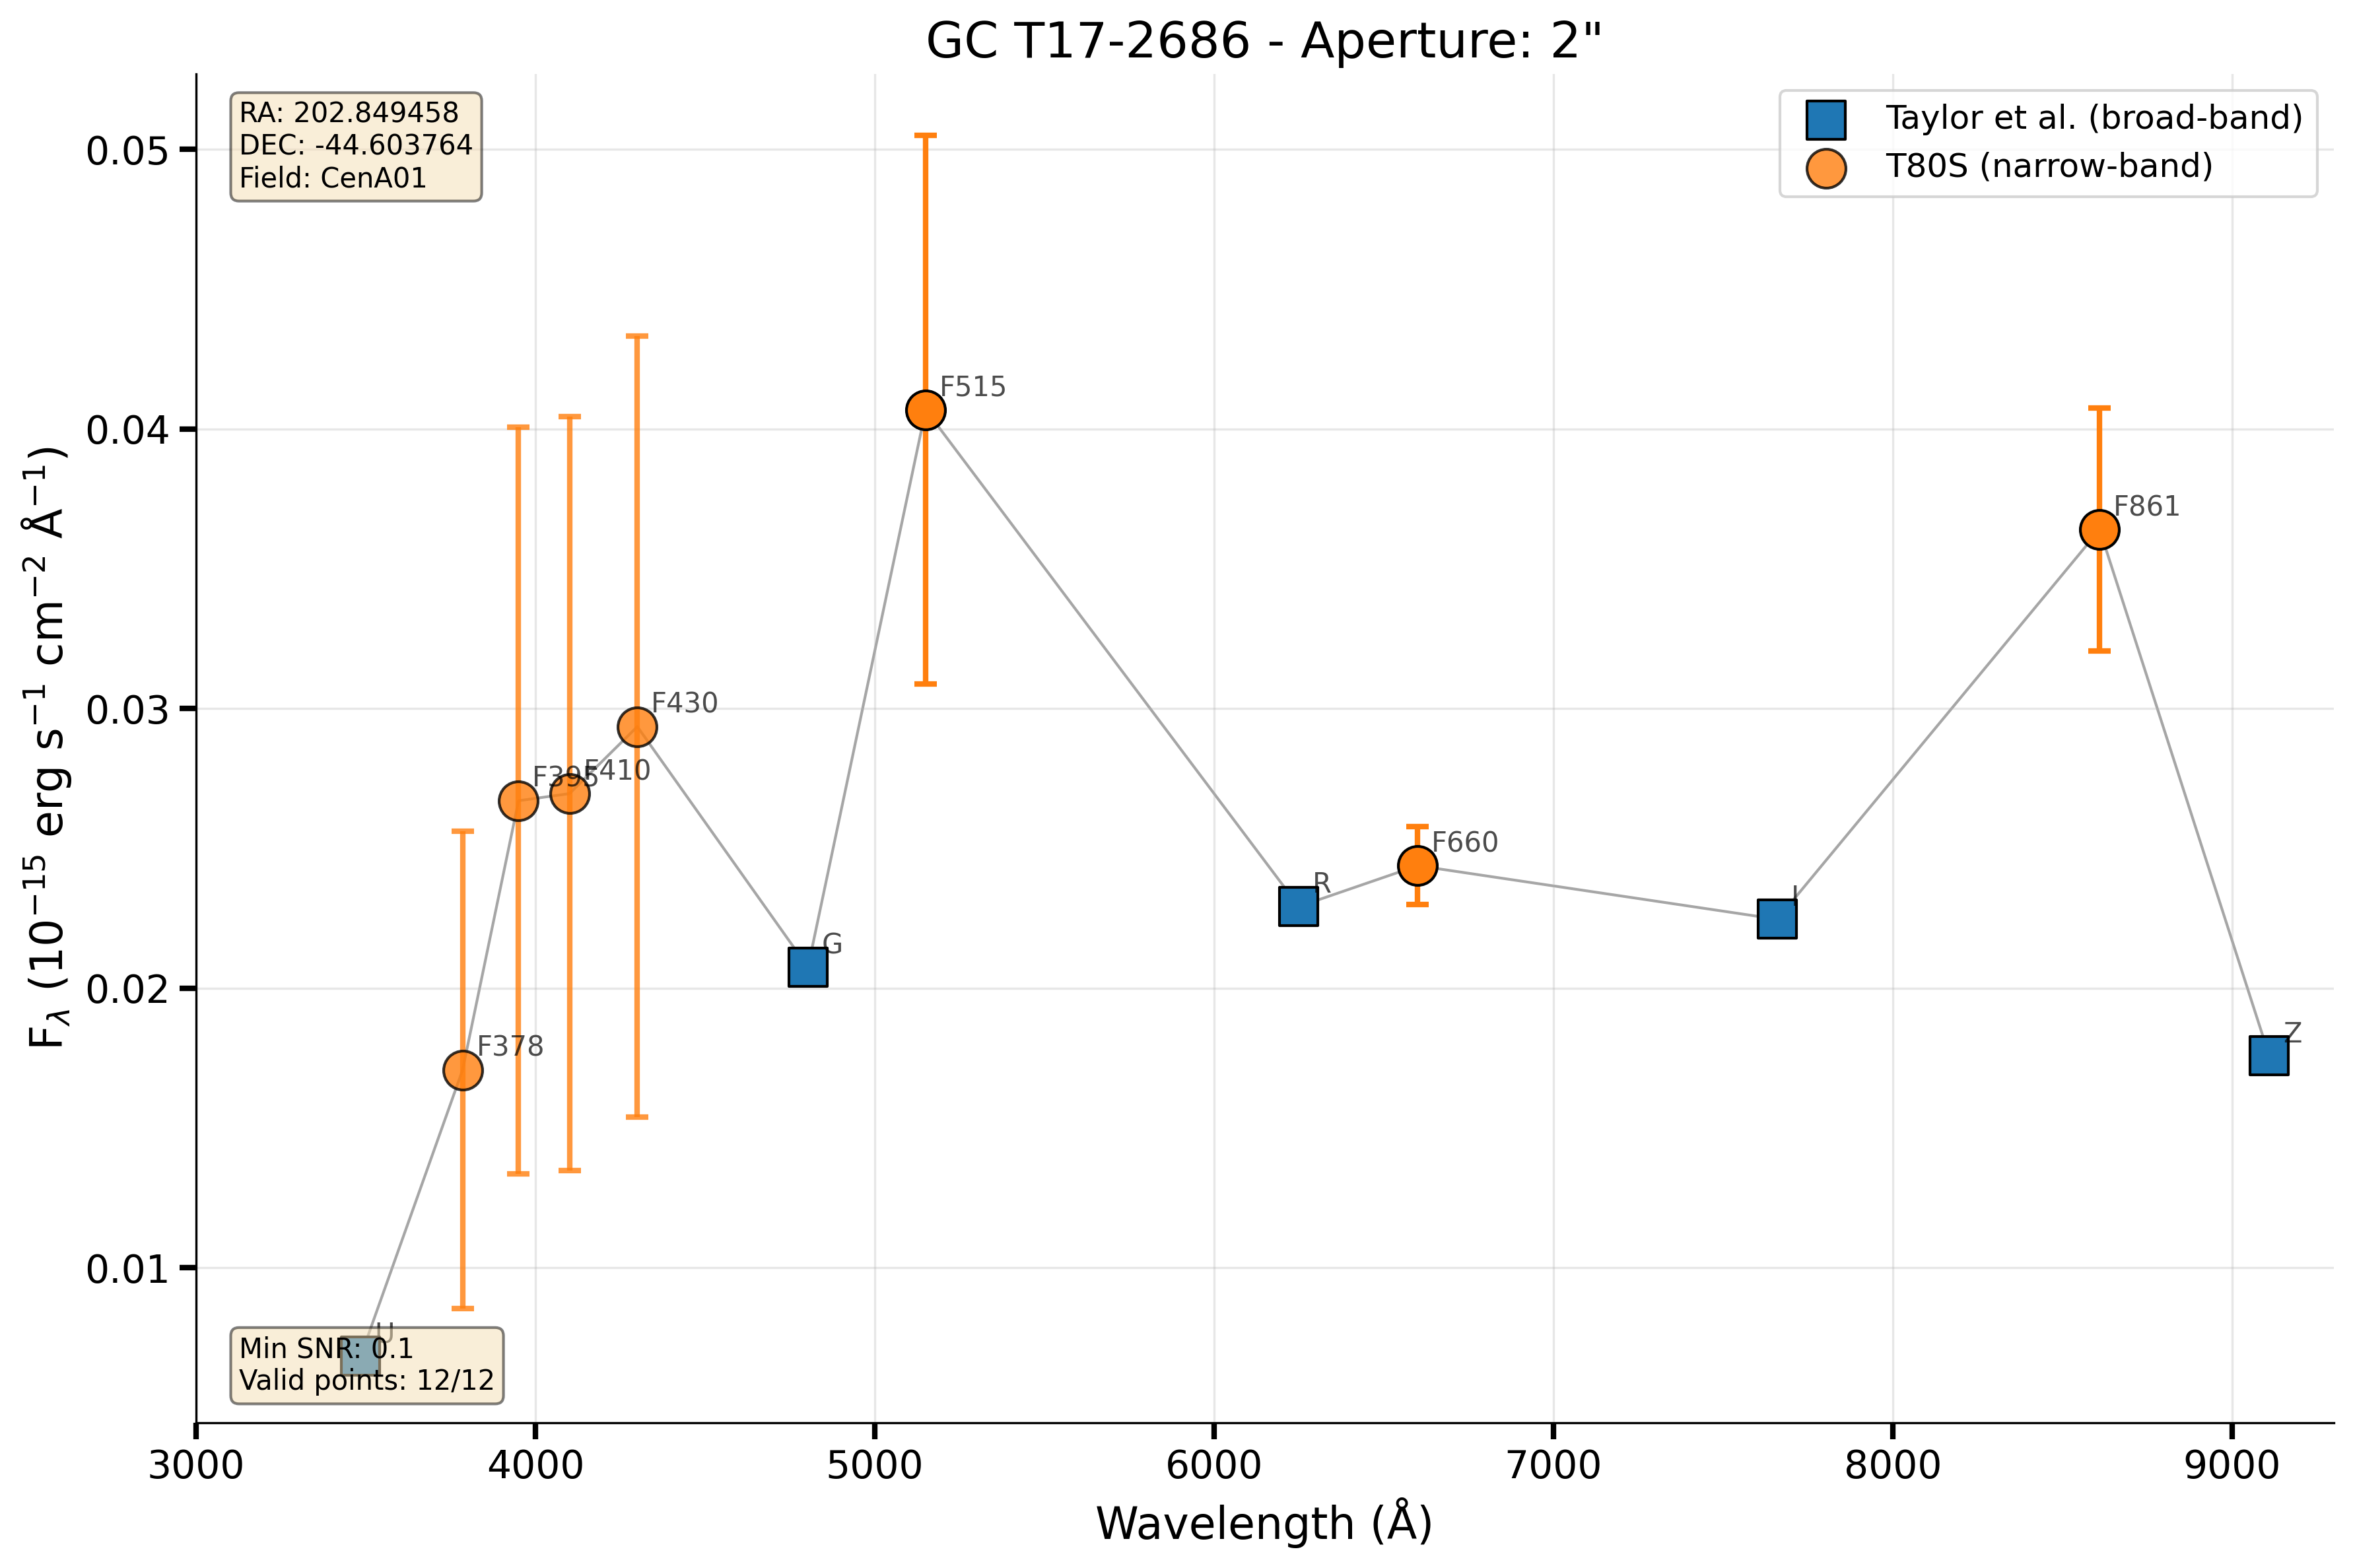 GC T17-2686 - Aperture: 2"
RA: 202.849458
DEC: -44.603764
Field: CenA01
Taylor et al. (broad-band)
T80S (narrow-band)
0.05
0.04
0.03
0.02
0.01
F515
F861
F430
F395
F410
F660
R
I
G
F378
Z
U
Min SNR: 0.1
Valid points: 12/12
3000
4000
5000
6000
7000
8000
9000
Wavelength (Å)
Fλ (10⁻¹⁵ erg s⁻¹ cm⁻² Å⁻¹)